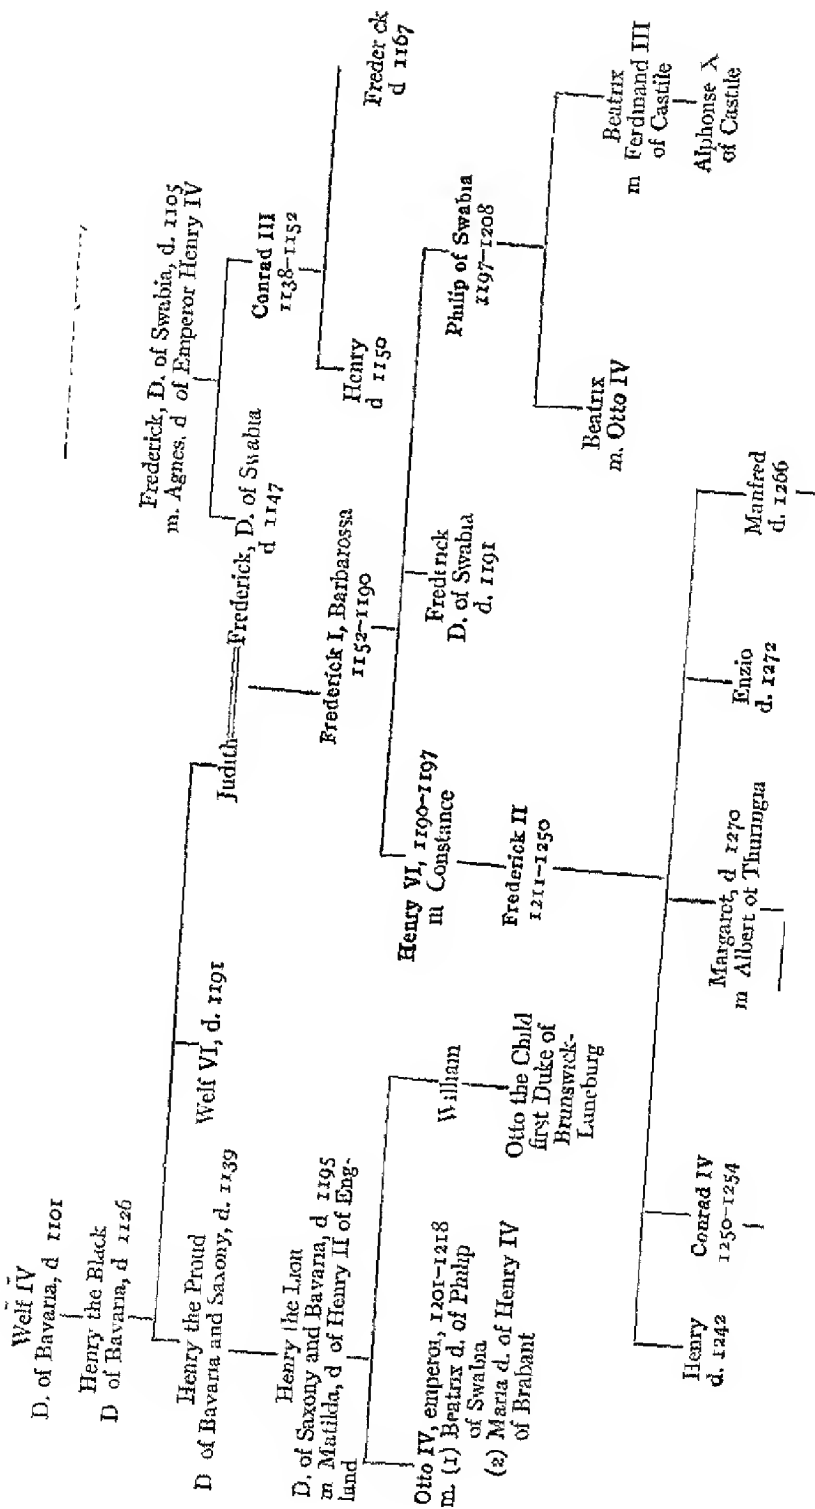 Welf IV
D. of Bavaria, d 1101
Henry the Black
D of Bavaria, d 1126
Henry the Proud
D of Bavaria and Saxony, d. 1139
Welf VI, d. 1191
Judith
Frederick, D. of Swabia, d. 1105
m. Agnes, d of Emperor Henry IV
Frederick, D. of Swabia
d 1147
Conrad III
1138-1152
Henry the Lion
D. of Saxony and Bavaria, d 1195
m Matilda, d of Henry II of Eng-
land
Frederick I, Barbarossa
1152-1190
Henry
d 1150
Freder ck
d 1167
Otto IV, emperor, 1201-1218
m. (1) Beatrix d. of Philip
of Swabia
(2) Maria d. of Henry IV
of Brabant
William
Otto the Child
first Duke of
Brunswick-
Luneburg
Henry VI, 1190-1197
m Constance
Frederick
D. of Swabia
d. 1191
Philip of Swabia
1197-1208
Frederick II
1211-1250
Beatrix
m. Otto IV
Beatrix
m Ferdinand III
of Castile
Alphonse X
of Castile
Henry
d. 1242
Conrad IV
1250-1254
Margaret, d 1270
m Albert of Thuringia
Enzio
d. 1272
Manfred
d. 1266